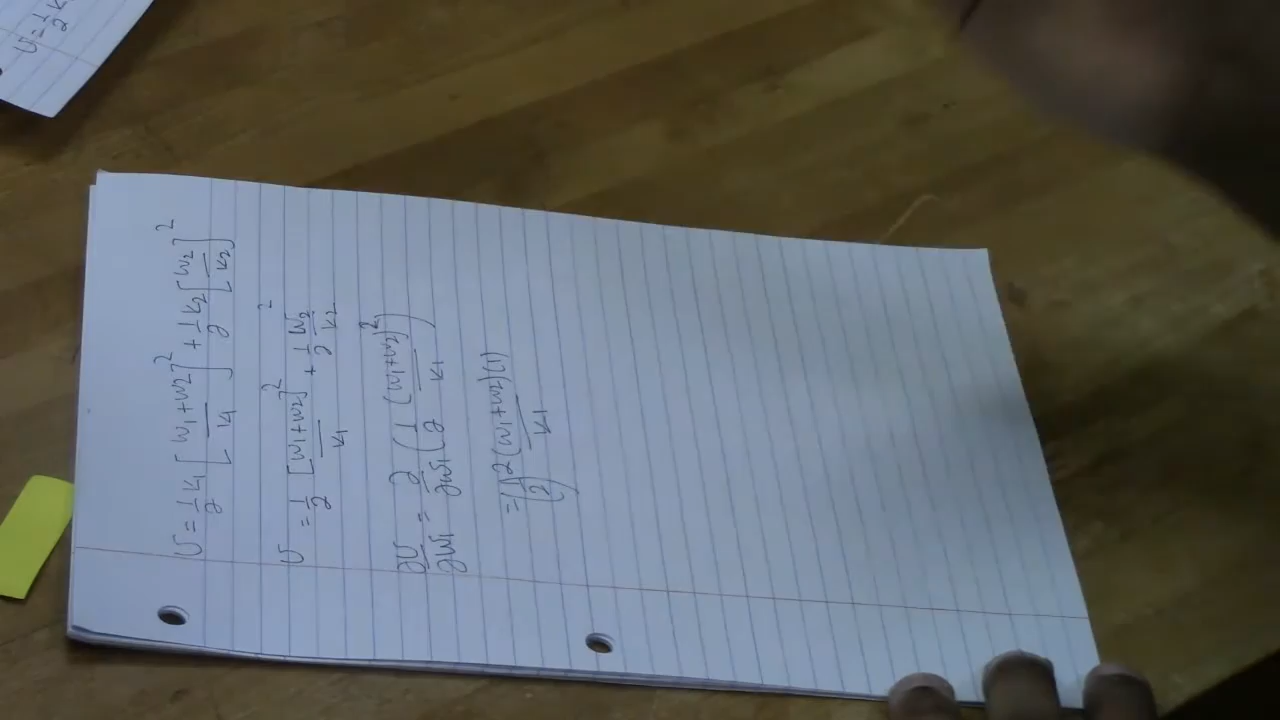 U = 1/2 k1 [(w1+w2)/k1]^2 + 1/2 k2 [w2/k2]^2
U = 1/2 [w1+w2]^2/k1 + 1/2 w2^2/k2
∂U/∂w1 = ∂/∂w1 (1/2 (w1+w2)^2/k1)
= (1/2) 2(w1+w2)(1)/k1
U = 1/2 k